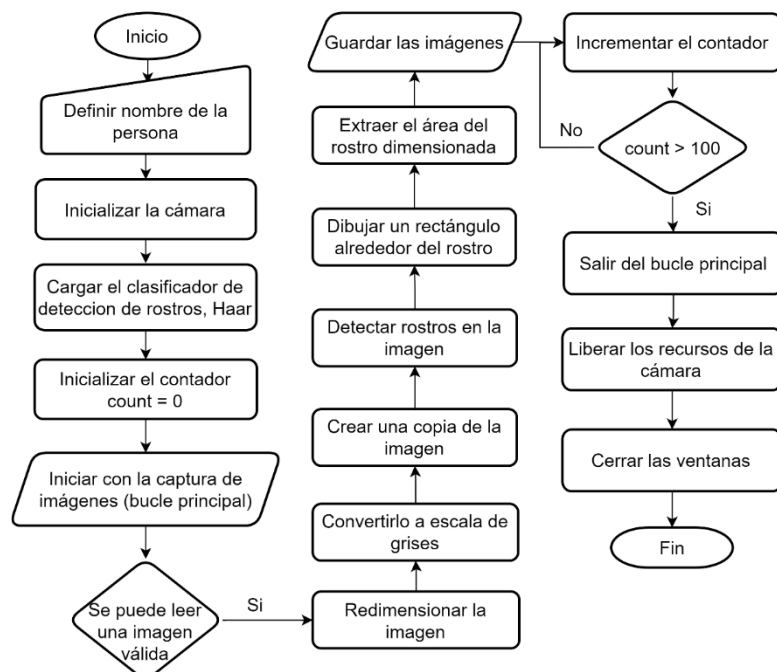 Inicio
Definir nombre de la
persona
Inicializar la cámara
Cargar el clasificador de
deteccion de rostros, Haar
Inicializar el contador
count = 0
Iniciar con la captura de
imágenes (bucle principal)
Se puede leer
una imagen
válida
Si
Redimensionar la
imagen
Convertirlo a escala de
grises
Crear una copia de la
imagen
Detectar rostros en la
imagen
Dibujar un rectángulo
alrededor del rostro
Extraer el área del
rostro dimensionada
Guardar las imágenes
Incrementar el contador
No
count > 100
Si
Salir del bucle principal
Liberar los recursos de la
cámara
Cerrar las ventanas
Fin